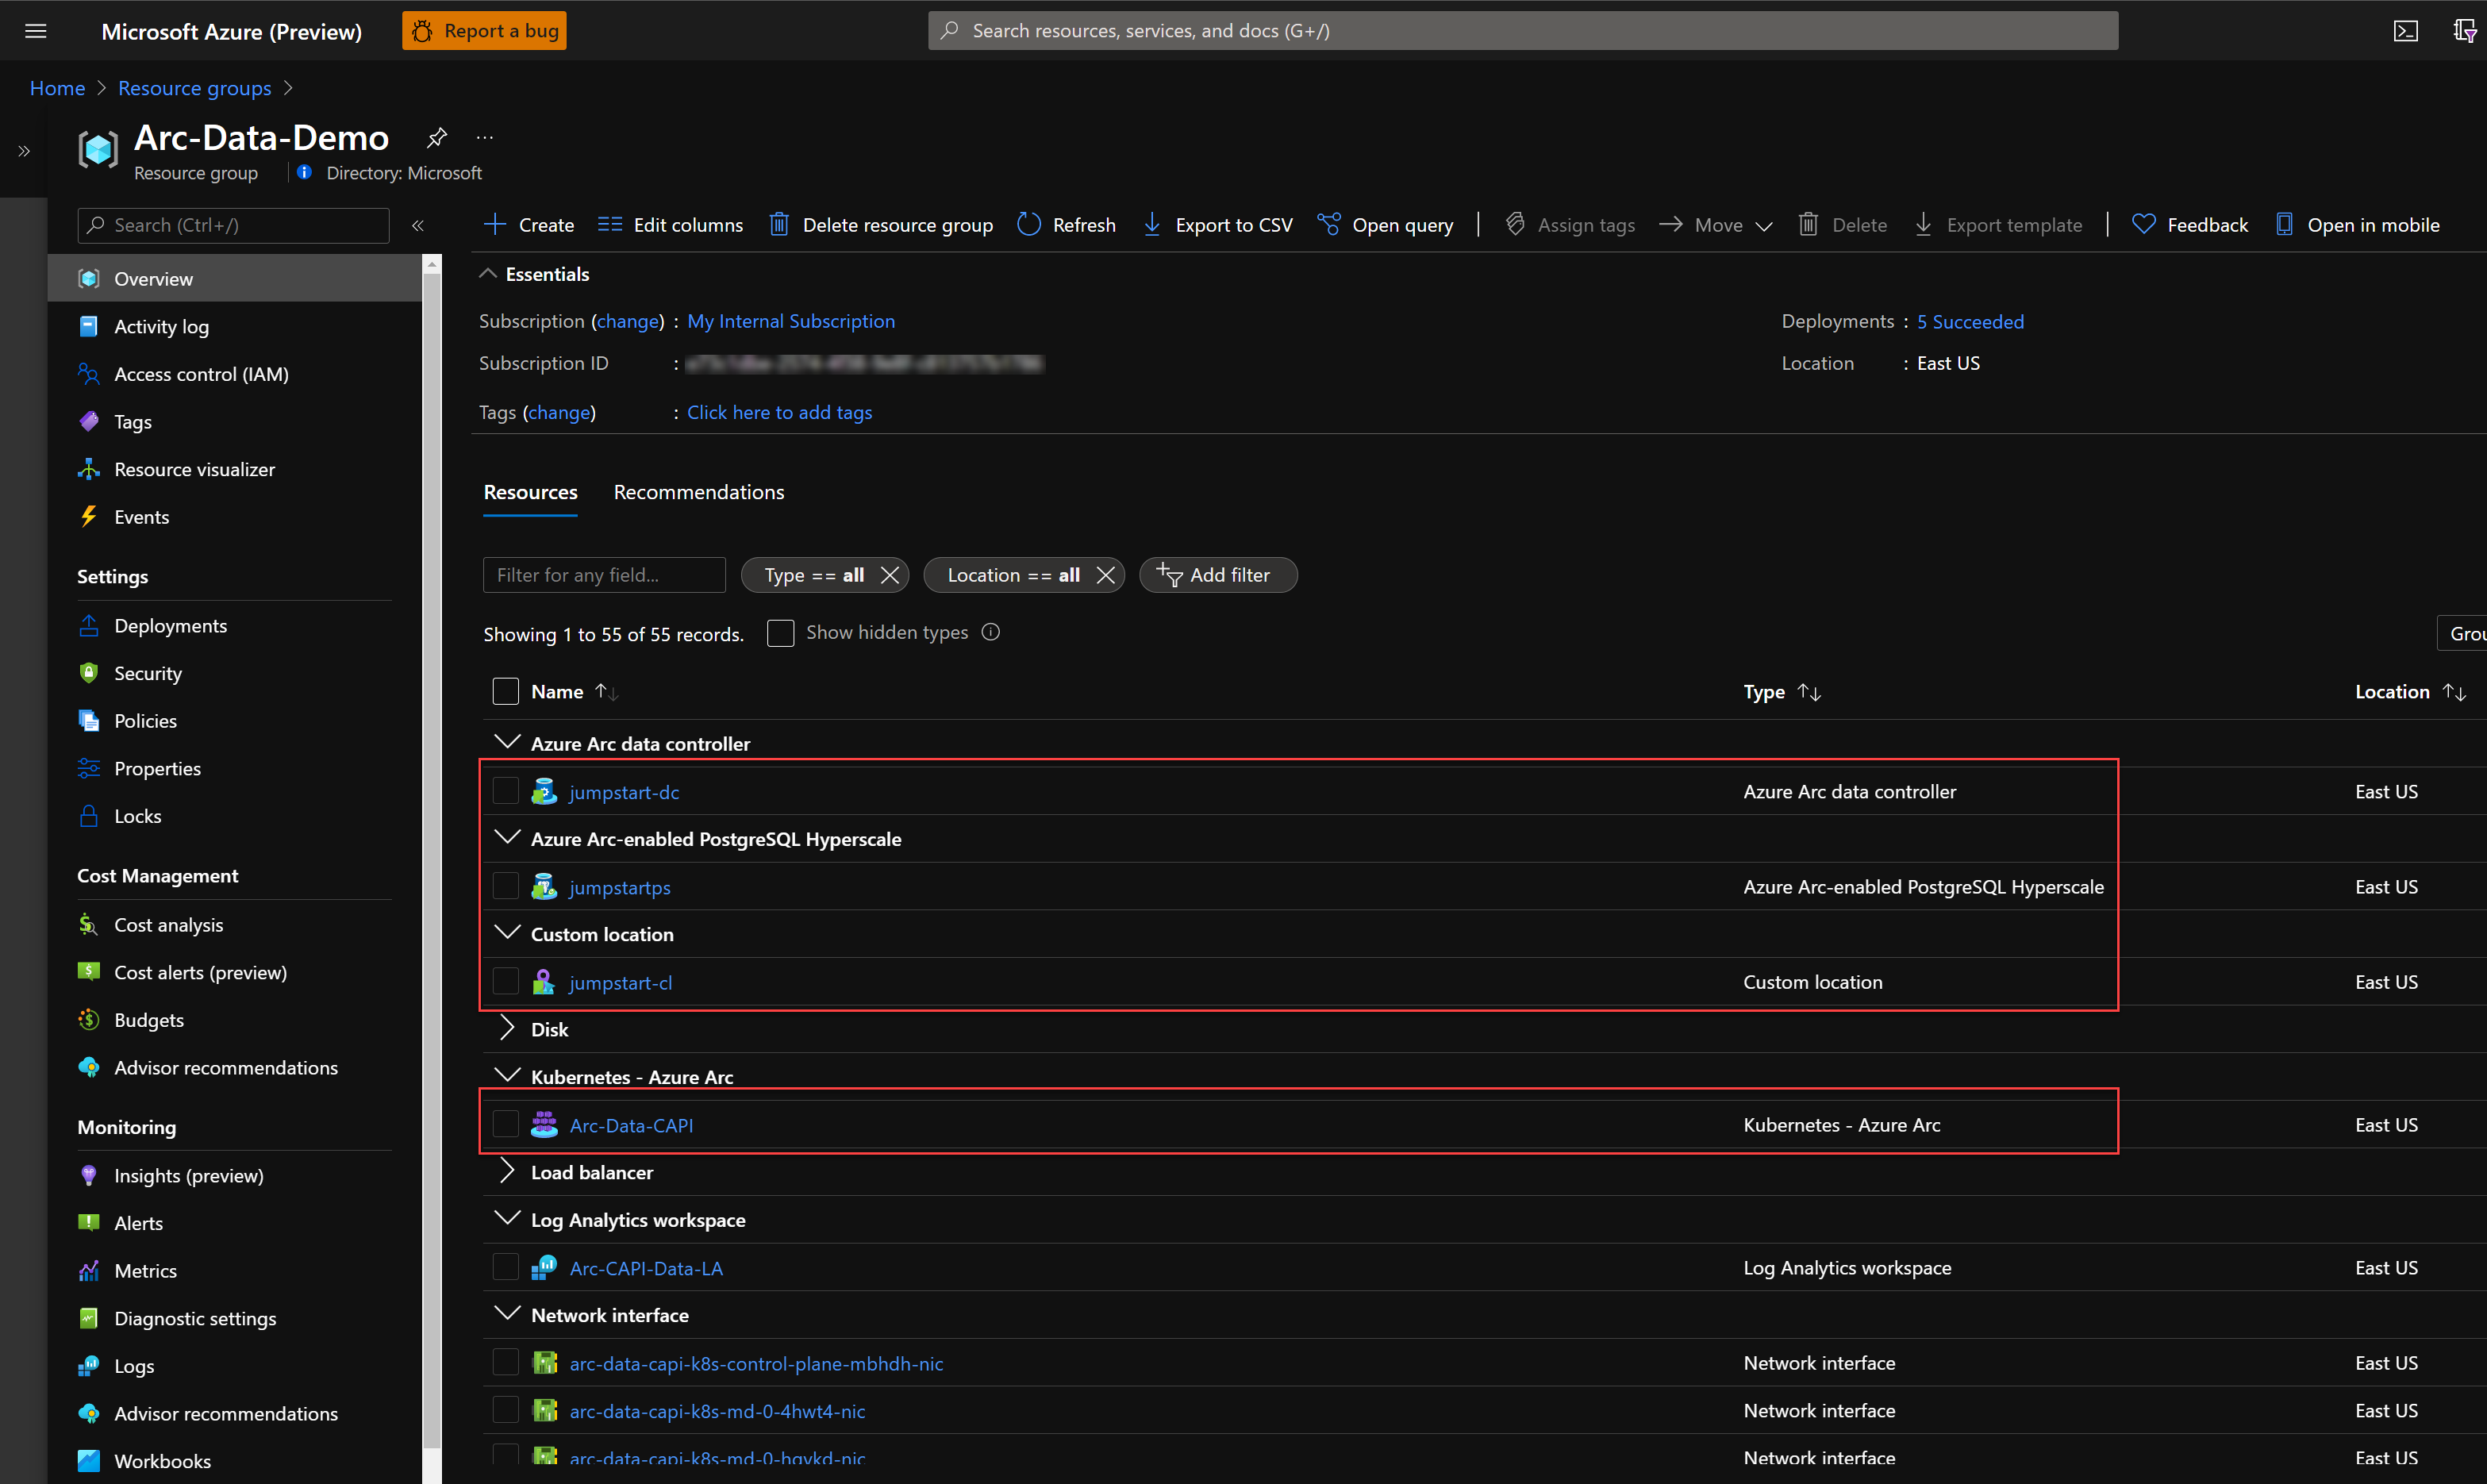 Microsoft Azure (Preview)
Report a bug
Search resources, services, and docs (G+/)
Home
Resource groups
Arc-Data-Demo
...
Resource group
Directory: Microsoft
Search (Ctrl+/)
Create
Edit columns
Delete resource group
Refresh
Export to CSV
Open query
Assign tags
Move
Delete
Export template
Feedback
Open in mobile
Overview
Activity log
Access control (IAM)
Tags
Resource visualizer
Events
Settings
Deployments
Security
Policies
Properties
Locks
Cost Management
Cost analysis
Cost alerts (preview)
Budgets
Advisor recommendations
Monitoring
Insights (preview)
Alerts
Metrics
Diagnostic settings
Logs
Advisor recommendations
Workbooks
Essentials
Subscription (change) : My Internal Subscription
Deployments : 5 Succeeded
Subscription ID :
Location : East US
Tags (change) : Click here to add tags
Resources Recommendations
Filter for any field...
Type == all
Location == all
Add filter
Showing 1 to 55 of 55 records.
Show hidden types
Name Type Location
Azure Arc data controller
jumpstart-dc Azure Arc data controller East US
Azure Arc-enabled PostgreSQL Hyperscale
jumpstartps Azure Arc-enabled PostgreSQL Hyperscale East US
Custom location
jumpstart-cl Custom location East US
Disk
Kubernetes - Azure Arc
Arc-Data-CAPI Kubernetes - Azure Arc East US
Load balancer
Log Analytics workspace
Arc-CAPI-Data-LA Log Analytics workspace East US
Network interface
arc-data-capi-k8s-control-plane-mbhdh-nic Network interface East US
arc-data-capi-k8s-md-0-4hwt4-nic Network interface East US
Network interface East US